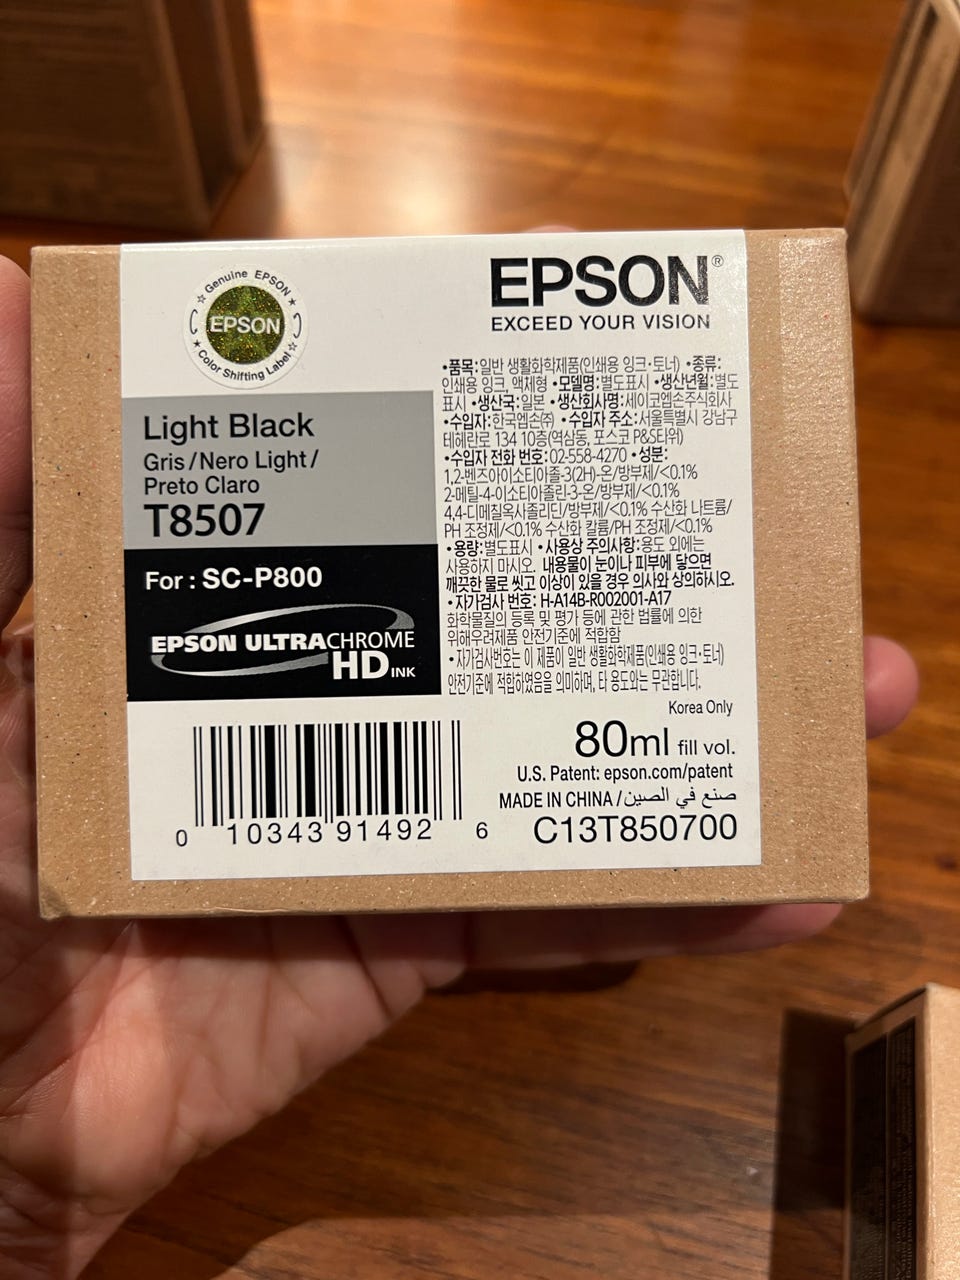 Genuine EPSON
EPSON
Color Shifting Label
EPSON®
EXCEED YOUR VISION
Light Black
Gris/Nero Light/
Preto Claro
T8507
For : SC-P800
EPSON ULTRACHROME
HD INK
•품목:일반 생활화학제품(인쇄용 잉크·토너) •종류:
인쇄용 잉크, 액체형 •모델명:별도표시 •생산년월:별도
표시 •생산국:일본 •생산회사명:세이코엡손주식회사
•수입자:한국엡손㈜ •수입자 주소:서울특별시 강남구
테헤란로 134 10층(역삼동, 포스코 P&S타워)
•수입자 전화 번호:02-558-4270 •성분:
1,2-벤즈아이소티아졸-3(2H)-온/방부제/<0.1%
2-메틸-4-이소티아졸린-3-온/방부제/<0.1%
4,4-디메칠옥사졸리딘/방부제/<0.1% 수산화 나트륨/
PH 조정제/<0.1% 수산화 칼륨/PH 조정제/<0.1%
•용량:별도표시 •사용상 주의사항:용도 외에는
사용하지 마시오. 내용물이 눈이나 피부에 닿으면
깨끗한 물로 씻고 이상이 있을 경우 의사와 상의하시오.
•자가검사 번호: H-A14B-R002001-A17
화학물질의 등록 및 평가 등에 관한 법률에 의한
위해우려제품 안전기준에 적합함
•자가검사번호는 이 제품이 일반 생활화학제품(인쇄용 잉크·토너)
안전기준에 적합하였음을 의미하며, 타 용도와는 무관합니다.
Korea Only
80ml fill vol.
U.S. Patent: epson.com/patent
MADE IN CHINA / صنع في الصين
C13T850700
0 10343 91492 6